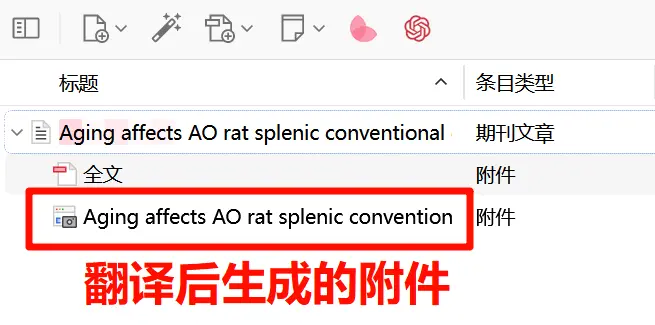 标题 条目类型
Aging affects AO rat splenic conventional 期刊文章
全文 附件
Aging affects AO rat splenic convention 附件
翻译后生成的附件